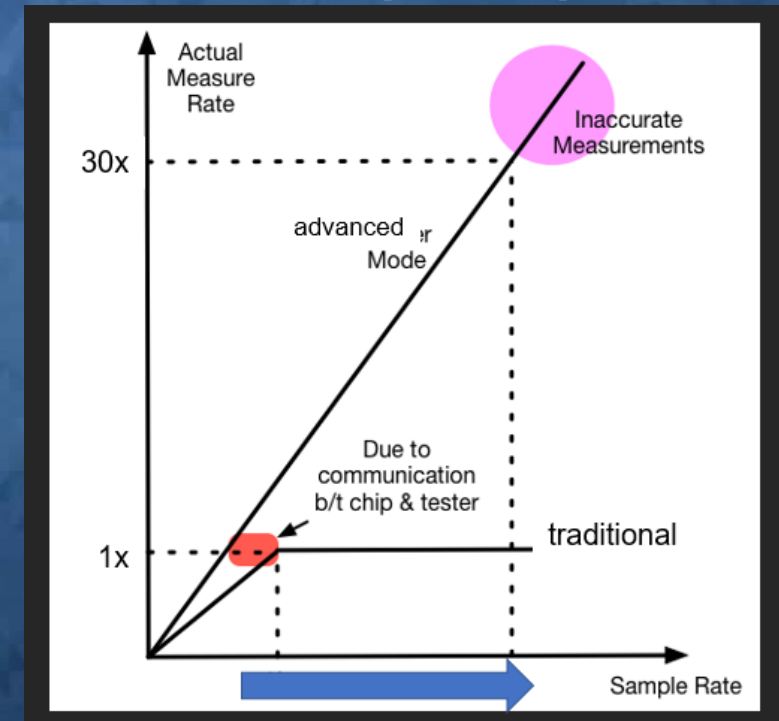 Actual
Measure
Rate
Inaccurate
Measurements
30x
advanced
Mode
Due to
communication
b/t chip & tester
traditional
1x
Sample Rate